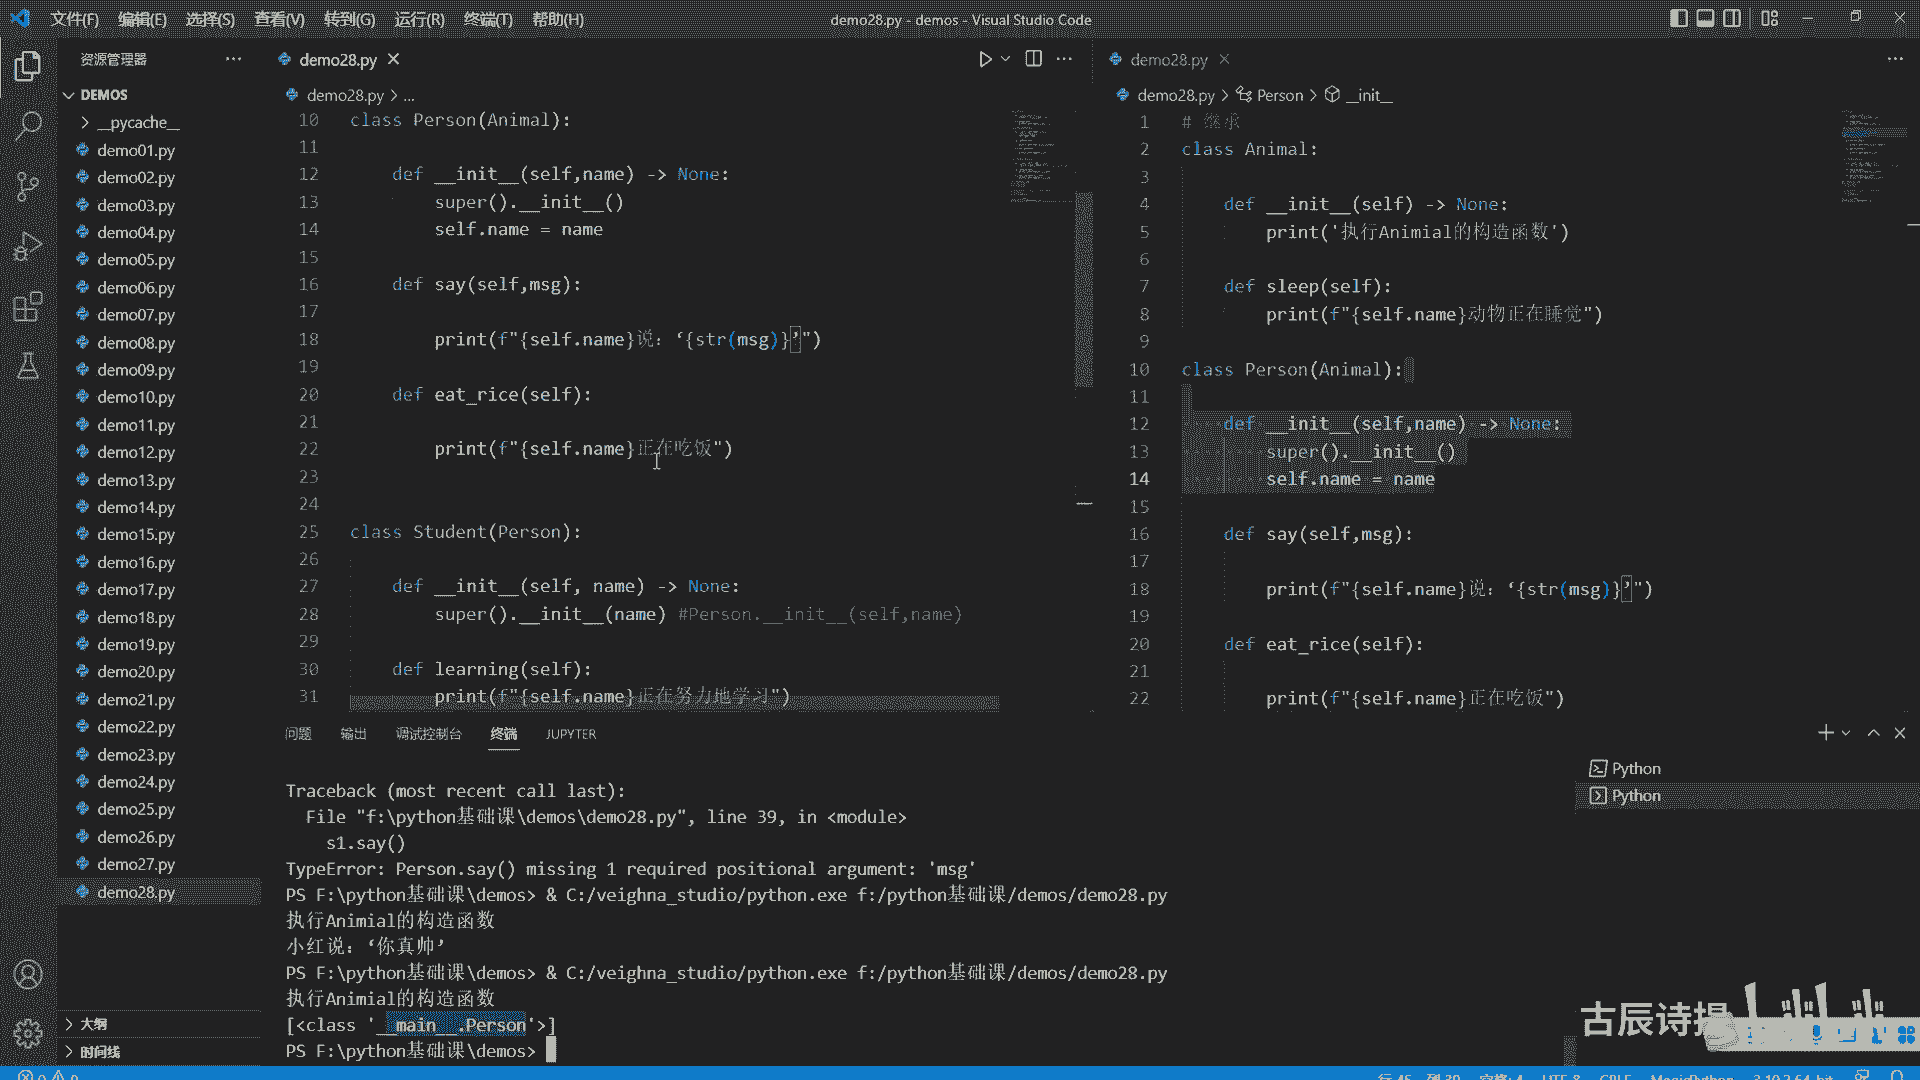 文件(F) 编辑(E) 选择(S) 查看(V) 转到(G) 运行(R) 终端(T) 帮助(H) demo28.py - demos - Visual Studio Code
资源管理器
DEMOS
__pycache__
demo01.py
demo02.py
demo03.py
demo04.py
demo05.py
demo06.py
demo07.py
demo08.py
demo09.py
demo10.py
demo11.py
demo12.py
demo13.py
demo14.py
demo15.py
demo16.py
demo17.py
demo18.py
demo19.py
demo20.py
demo21.py
demo22.py
demo23.py
demo24.py
demo25.py
demo26.py
demo27.py
demo28.py
大纲
时间线
demo28.py
demo28.py > ...
10 class Person(Animal):
11
12 def __init__(self,name) -> None:
13 super().__init__()
14 self.name = name
15
16 def say(self,msg):
17
18 print(f"{self.name}说：‘{str(msg)}’")
19
20 def eat_rice(self):
21
22 print(f"{self.name}正在吃饭")
23
24
25 class Student(Person):
26
27 def __init__(self, name) -> None:
28 super().__init__(name) #Person.__init__(self,name)
29
30 def learning(self):
31 print(f"{self.name}正在努力地学习")
demo28.py
demo28.py > Person > __init__
1 # 继承
2 class Animal:
3
4 def __init__(self) -> None:
5 print('执行Animial的构造函数')
6
7 def sleep(self):
8 print(f"{self.name}动物正在睡觉")
9
10 class Person(Animal):
11
12 def __init__(self,name) -> None:
13 super().__init__()
14 self.name = name
15
16 def say(self,msg):
17
18 print(f"{self.name}说：‘{str(msg)}’")
19
20 def eat_rice(self):
21
22 print(f"{self.name}正在吃饭")
问题 输出 调试控制台 终端 JUPYTER
Traceback (most recent call last):
File "f:\python基础课\demos\demo28.py", line 39, in <module>
s1.say()
TypeError: Person.say() missing 1 required positional argument: 'msg'
PS F:\python基础课\demos> & C:/veighna_studio/python.exe f:/python基础课/demos/demo28.py
执行Animial的构造函数
小红说：‘你真帅’
PS F:\python基础课\demos> & C:/veighna_studio/python.exe f:/python基础课/demos/demo28.py
执行Animial的构造函数
[<class '__main__.Person'>]
PS F:\python基础课\demos>
Python
Python
古辰诗提